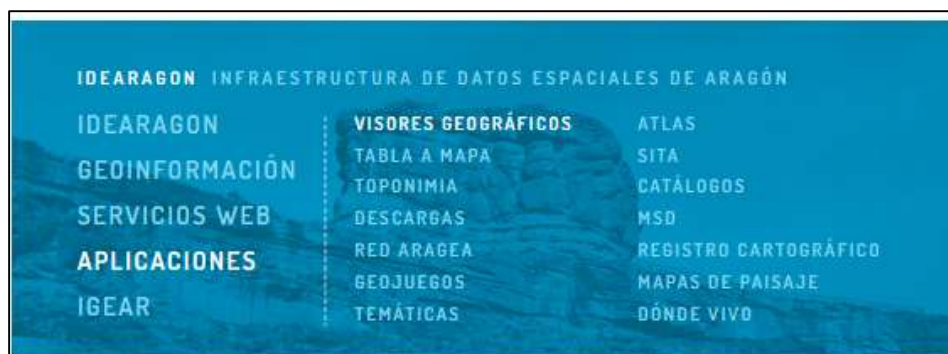 IDEARAGON INFRAESTRUCTURA DE DATOS ESPACIALES DE ARAGÓN
IDEARAGON
GEOINFORMACIÓN
SERVICIOS WEB
APLICACIONES
IGEAR
VISORES GEOGRÁFICOS
TABLA A MAPA
TOPONIMIA
DESCARGAS
RED ARAGEA
GEOJUEGOS
TEMÁTICAS
ATLAS
SITA
CATÁLOGOS
MSD
REGISTRO CARTOGRÁFICO
MAPAS DE PAISAJE
DÓNDE VIVO